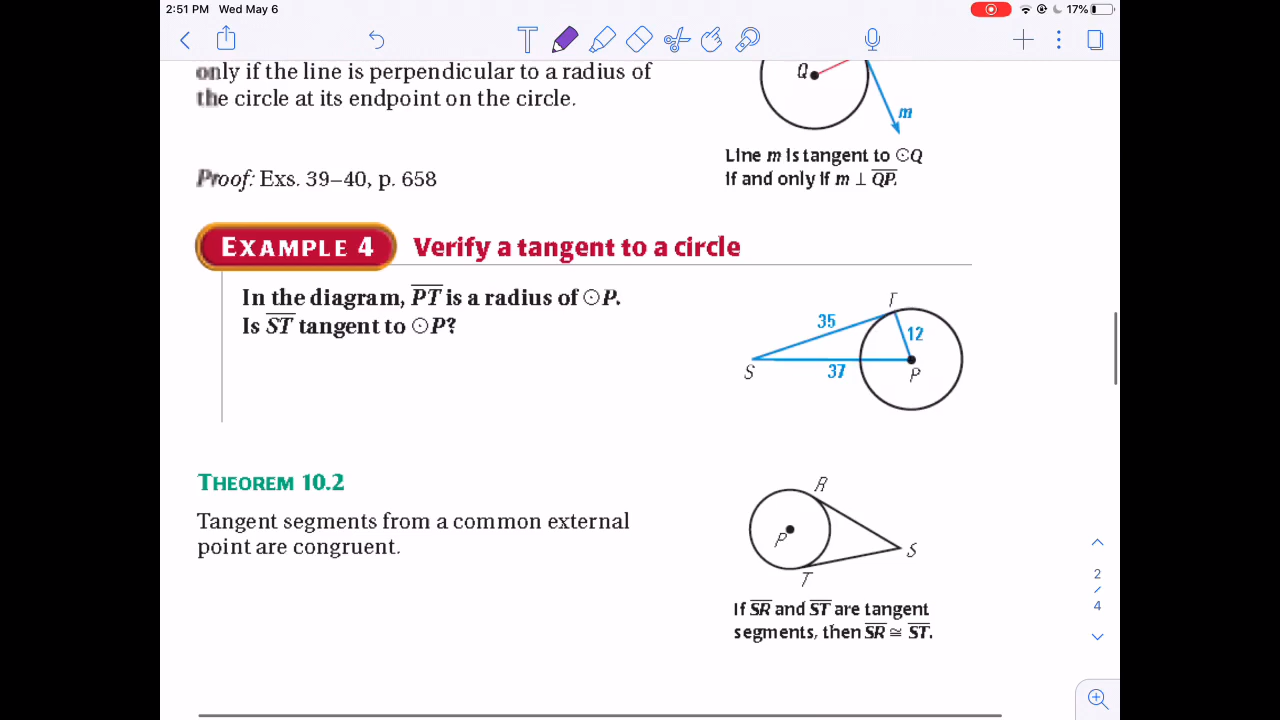 2:51 PM Wed May 6
17%
only if the line is perpendicular to a radius of
the circle at its endpoint on the circle.
Q
m
Line m is tangent to ⊙Q
if and only if m ⊥ QP.
Proof: Exs. 39–40, p. 658
EXAMPLE 4 Verify a tangent to a circle
In the diagram, PT is a radius of ⊙P.
Is ST tangent to ⊙P?
T
35
12
S
37
P
THEOREM 10.2
Tangent segments from a common external
point are congruent.
R
P
S
T
If SR and ST are tangent
segments, then SR ≅ ST.
2
/
4